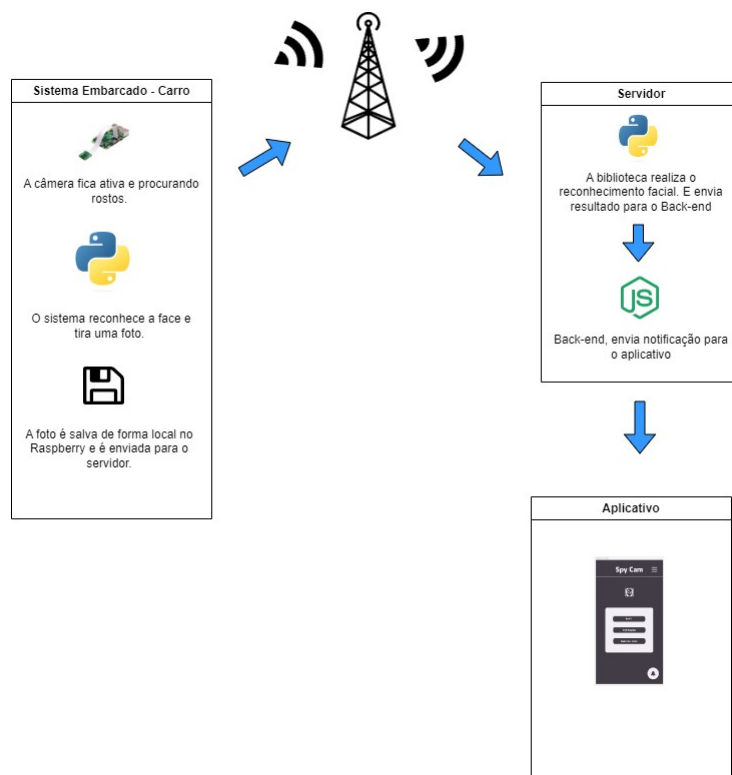 Sistema Embarcado - Carro
A câmera fica ativa e procurando
rostos.
O sistema reconhece a face e
tira uma foto.
A foto é salva de forma local no
Raspberry e é enviada para o
servidor.
Servidor
A biblioteca realiza o
reconhecimento facial. E envia
resultado para o Back-end
JS
Back-end, envia notificação para
o aplicativo
Aplicativo
Spy Cam